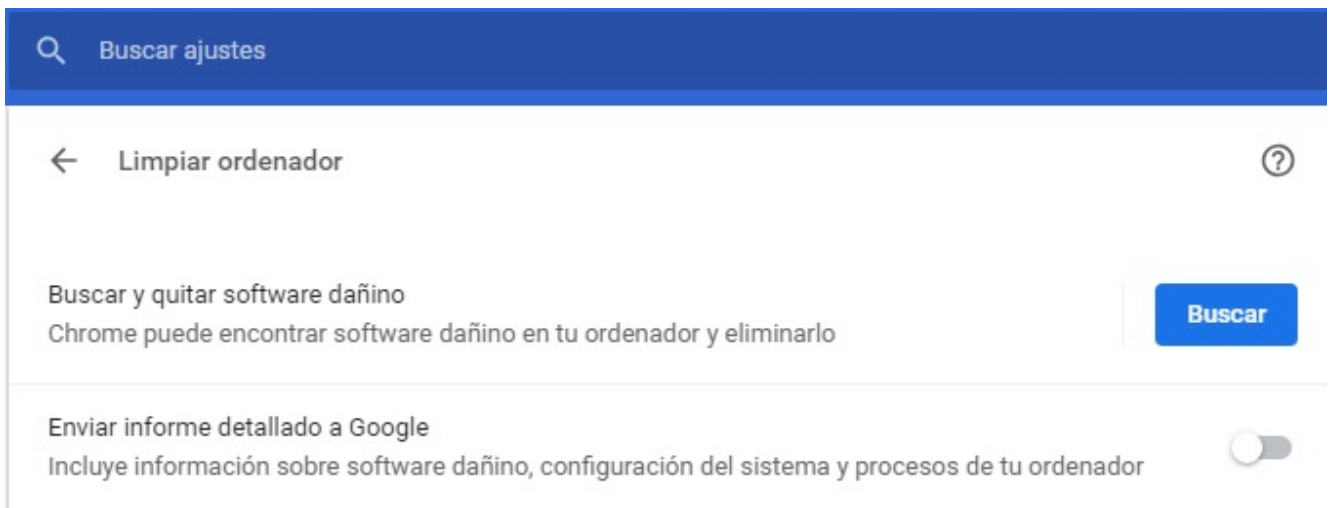 Buscar ajustes
Limpiar ordenador
Buscar y quitar software dañino
Chrome puede encontrar software dañino en tu ordenador y eliminarlo
Buscar
Enviar informe detallado a Google
Incluye información sobre software dañino, configuración del sistema y procesos de tu ordenador